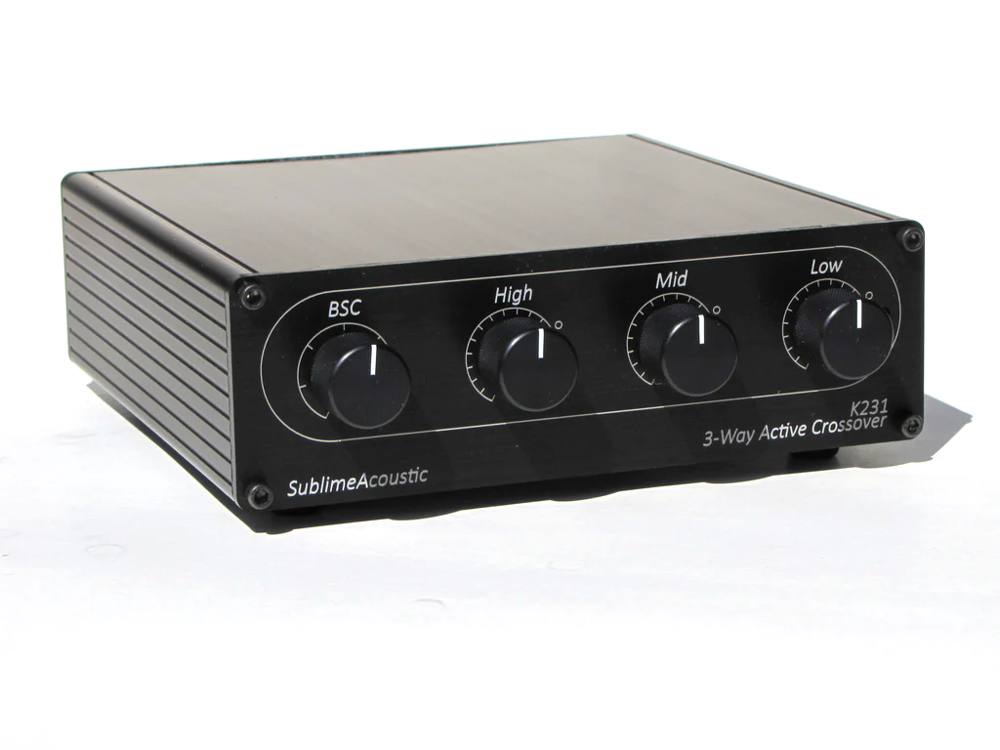 BSC
High
Mid
Low
K231
3-Way Active Crossover
SublimeAcoustic